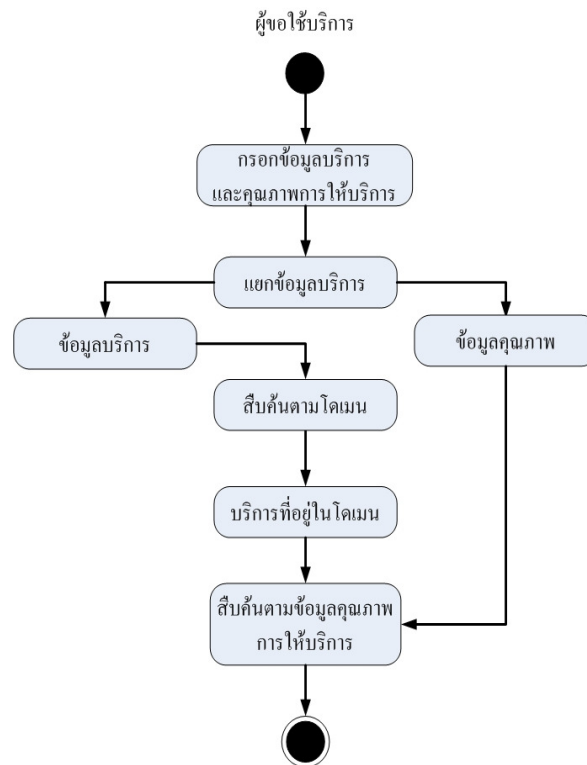 ผู้ขอใช้บริการ
กรอกข้อมูลบริการ
และคุณภาพการให้บริการ
แยกข้อมูลบริการ
ข้อมูลบริการ
ข้อมูลคุณภาพ
สืบค้นตามโดเมน
บริการที่อยู่ในโดเมน
สืบค้นตามข้อมูลคุณภาพ
การให้บริการ